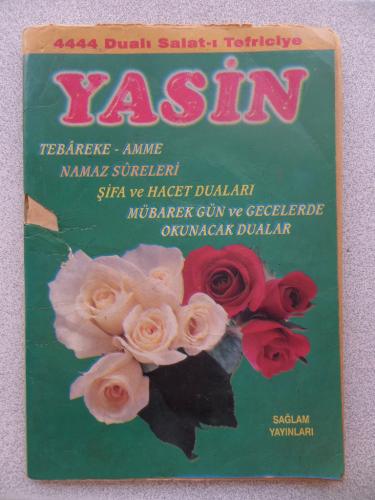 4444 Dualı Salat-ı Tefriciye
YASİN
TEBÂREKE - AMME
NAMAZ SÛRELERİ
ŞİFA ve HACET DUALARI
MÜBAREK GÜN ve GECELERDE
OKUNACAK DUALAR
SAĞLAM
YAYINLARI